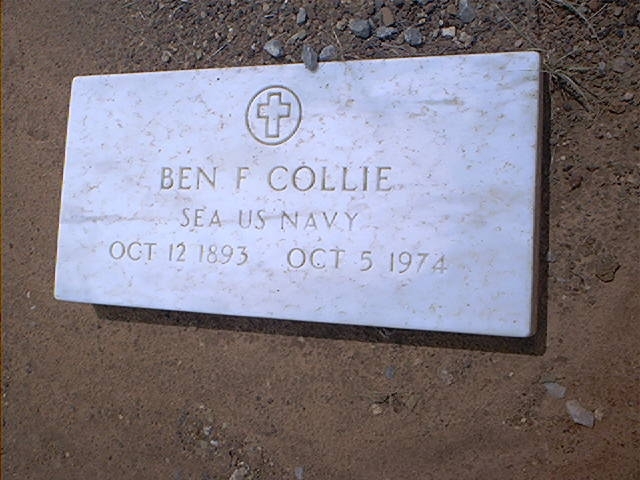 BEN F COLLIE
SEA US NAVY
OCT 12 1893 OCT 5 1974